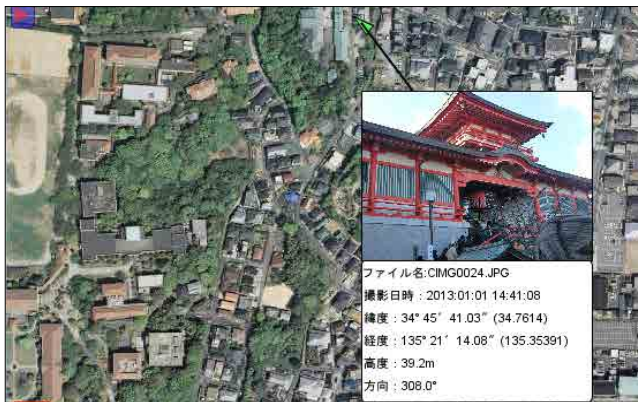 ファイル名:CIMG0024.JPG
撮影日時：2013:01:01 14:41:08
緯度：34° 45′ 41.03″ (34.7614)
経度：135° 21′ 14.08″ (135.35391)
高度：39.2m
方向：308.0°